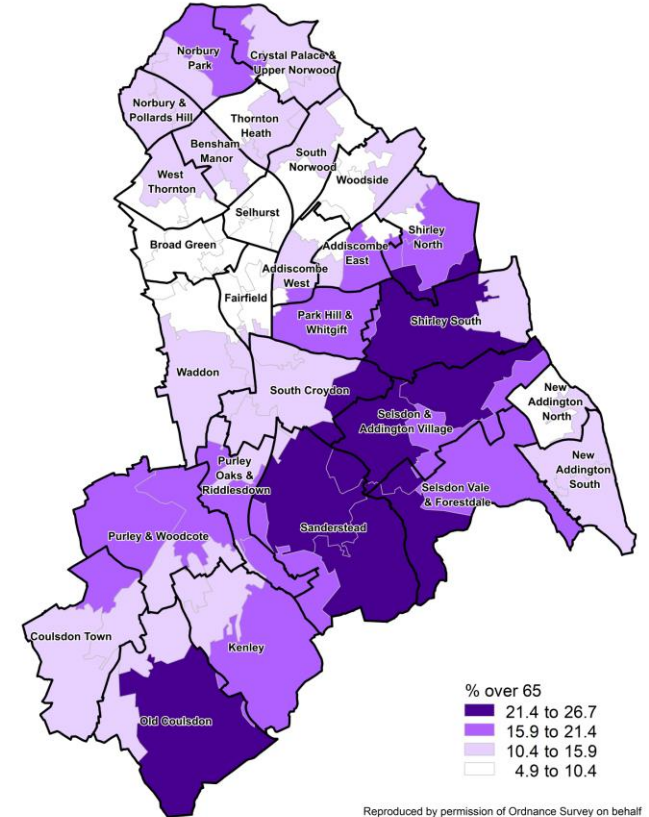 Norbury
Park
Crystal Palace &
Upper Norwood
Norbury &
Pollards Hill
Thornton
Heath
Bensham
Manor
South
Norwood
West
Thornton
Woodside
Selhurst
Shirley
North
Broad Green
Addiscombe
East
Addiscombe
West
Fairfield
Park Hill &
Whitgift
Shirley South
Waddon
South Croydon
New
Addington
North
Selsdon &
Addington Village
New
Addington
South
Purley
Oaks &
Riddlesdown
Selsdon Vale
& Forestdale
Sanderstead
Purley & Woodcote
Coulsdon Town
Kenley
Old Coulsdon
% over 65
21.4 to 26.7
15.9 to 21.4
10.4 to 15.9
4.9 to 10.4
Reproduced by permission of Ordnance Survey on behalf